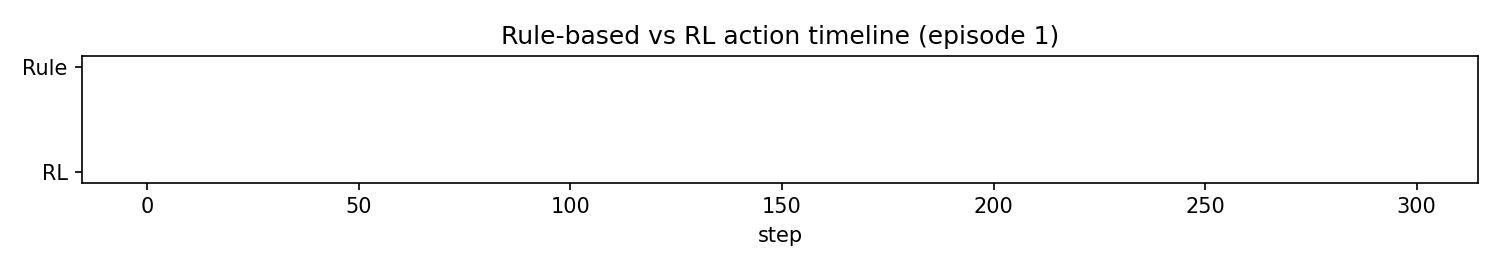 Rule-based vs RL action timeline (episode 1)
Rule
RL
0 50 100 150 200 250 300
step